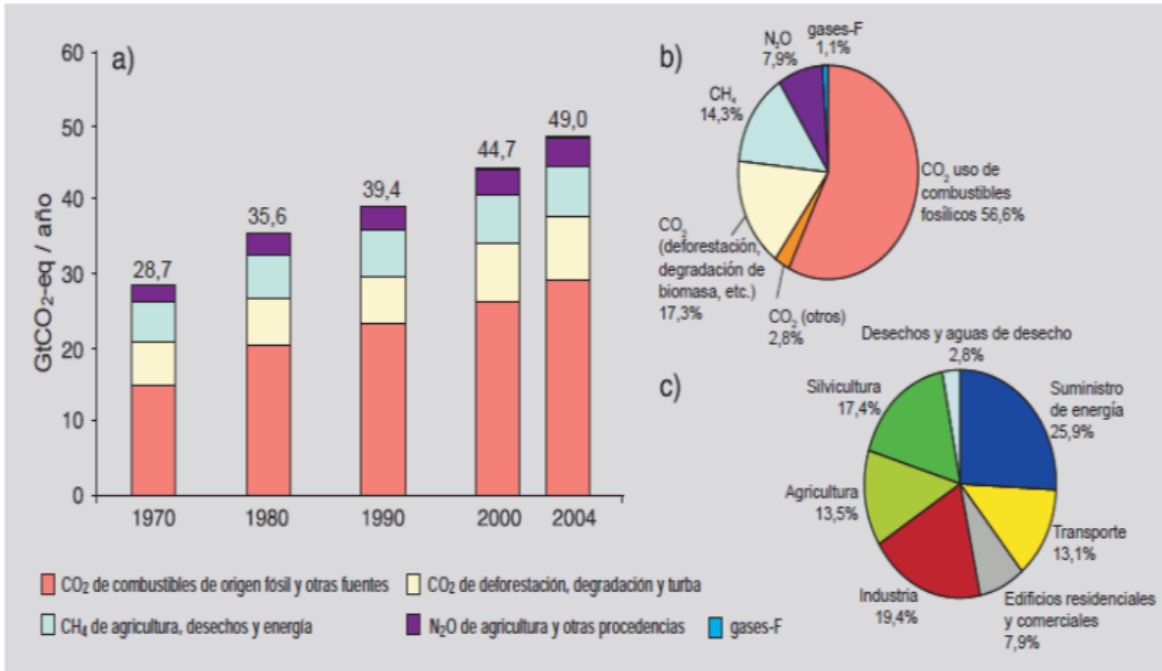 a)
GtCO₂-eq / año
60
50
40
30
20
10
0
28,7
35,6
39,4
44,7
49,0
1970
1980
1990
2000
2004
b)
gases-F
1,1%
N₂O
7,9%
CH₄
14,3%
CO₂ uso de
combustibles
fosílicos 56,6%
CO₂
(deforestación,
degradación de
biomasa, etc.)
17,3%
CO₂ (otros)
2,8%
c)
Desechos y aguas de desecho
2,8%
Silvicultura
17,4%
Suministro
de energía
25,9%
Agricultura
13,5%
Transporte
13,1%
Industria
19,4%
Edificios residenciales
y comerciales
7,9%
CO₂ de combustibles de origen fósil y otras fuentes
CO₂ de deforestación, degradación y turba
CH₄ de agricultura, desechos y energía
N₂O de agricultura y otras procedencias
gases-F